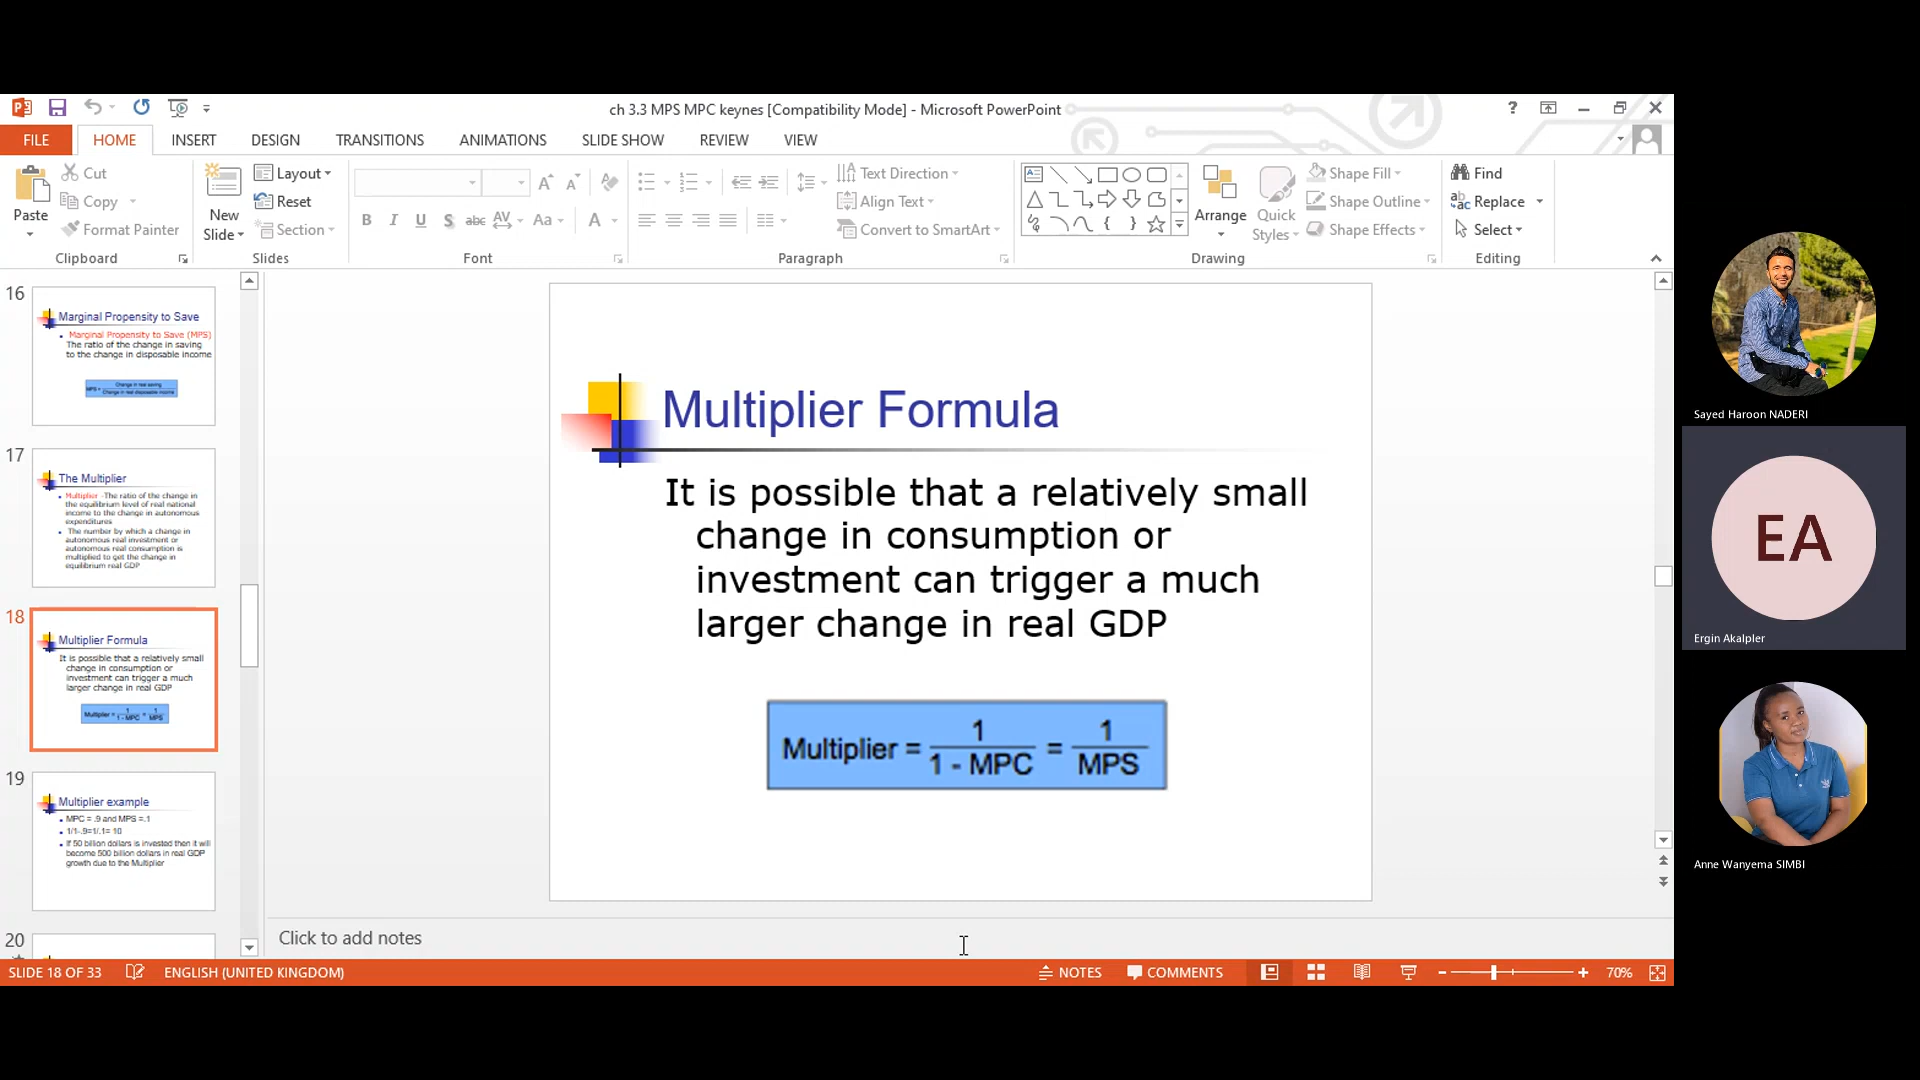 ch 3.3 MPS MPC keynes [Compatibility Mode] - Microsoft PowerPoint
?
FILE
HOME
INSERT
DESIGN
TRANSITIONS
ANIMATIONS
SLIDE SHOW
REVIEW
VIEW
Paste
Cut
Copy
Format Painter
Clipboard
New
Slide
Layout
Reset
Section
Slides
B I U S abc AV Aa A
Font
Paragraph
Text Direction
Align Text
Convert to SmartArt
Arrange
Quick
Styles
Shape Fill
Shape Outline
Shape Effects
Drawing
Find
Replace
Select
Editing
16
Marginal Propensity to Save
Marginal Propensity to Save (MPS)
The ratio of the change in saving
to the change in disposable income
MPS = Change in real saving
Change in real disposable income
17
The Multiplier
Multiplier -The ratio of the change in
the equilibrium level of real national
income to the change in autonomous
expenditures
The number by which a change in
autonomous real investment or
autonomous real consumption is
multiplied to get the change in
equilibrium real GDP
18
Multiplier Formula
It is possible that a relatively small
change in consumption or
investment can trigger a much
larger change in real GDP
Multiplier = 1 / 1 - MPC = 1 / MPS
19
Multiplier example
MPC = .9 and MPS =.1
1/1-.9=1/.1= 10
If 50 billion dollars is invested then it will
become 500 billion dollars in real GDP
growth due to the Multiplier
20
Multiplier Formula
It is possible that a relatively small
change in consumption or
investment can trigger a much
larger change in real GDP
Multiplier = 1 / 1 - MPC = 1 / MPS
Click to add notes
SLIDE 18 OF 33
ENGLISH (UNITED KINGDOM)
NOTES
COMMENTS
70%
Sayed Haroon NADERI
EA
Ergin Akalpler
Anne Wanyema SIMBI